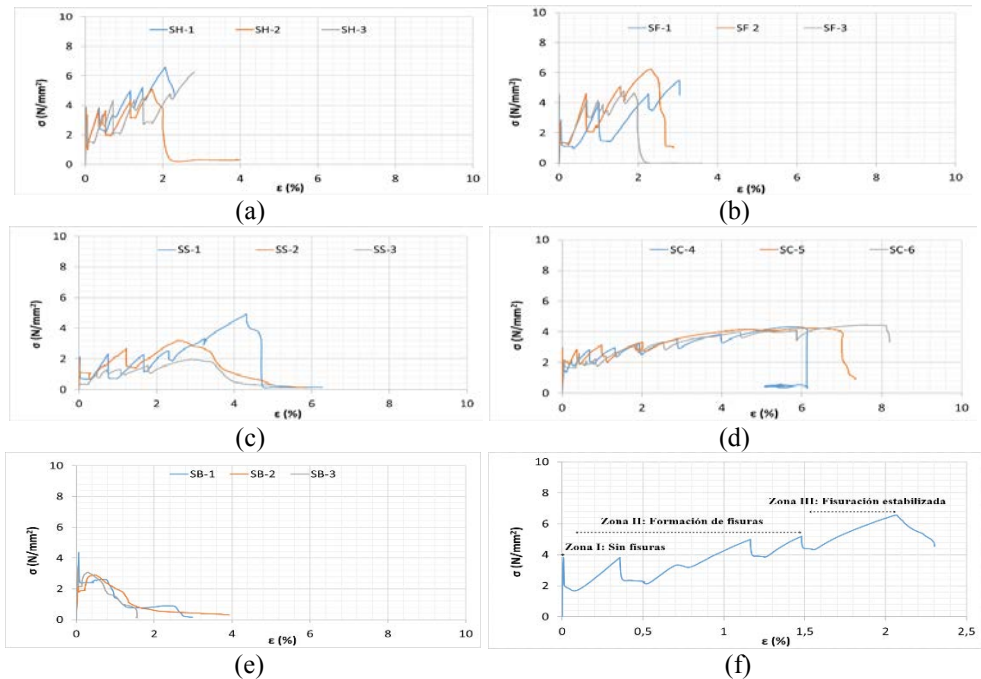 SH-1 SH-2 SH-3
σ (N/mm²)
10
8
6
4
2
0
0 2 4 6 8 10
ε (%)
(a)
SF-1 SF 2 SF-3
σ (N/mm²)
10
8
6
4
2
0
0 2 4 6 8 10
ε (%)
(b)
SS-1 SS-2 SS-3
σ (N/mm²)
10
8
6
4
2
0
0 2 4 6 8 10
ε (%)
(c)
SC-4 SC-5 SC-6
σ (N/mm²)
10
8
6
4
2
0
0 2 4 6 8 10
ε (%)
(d)
SB-1 SB-2 SB-3
σ (N/mm²)
10
8
6
4
2
0
0 2 4 6 8 10
ε (%)
(e)
Zona III: Fisuración estabilizada
Zona II: Formación de fisuras
Zona I: Sin fisuras
σ (N/mm²)
10
8
6
4
2
0
0 0,5 1 1,5 2 2,5
ε (%)
(f)